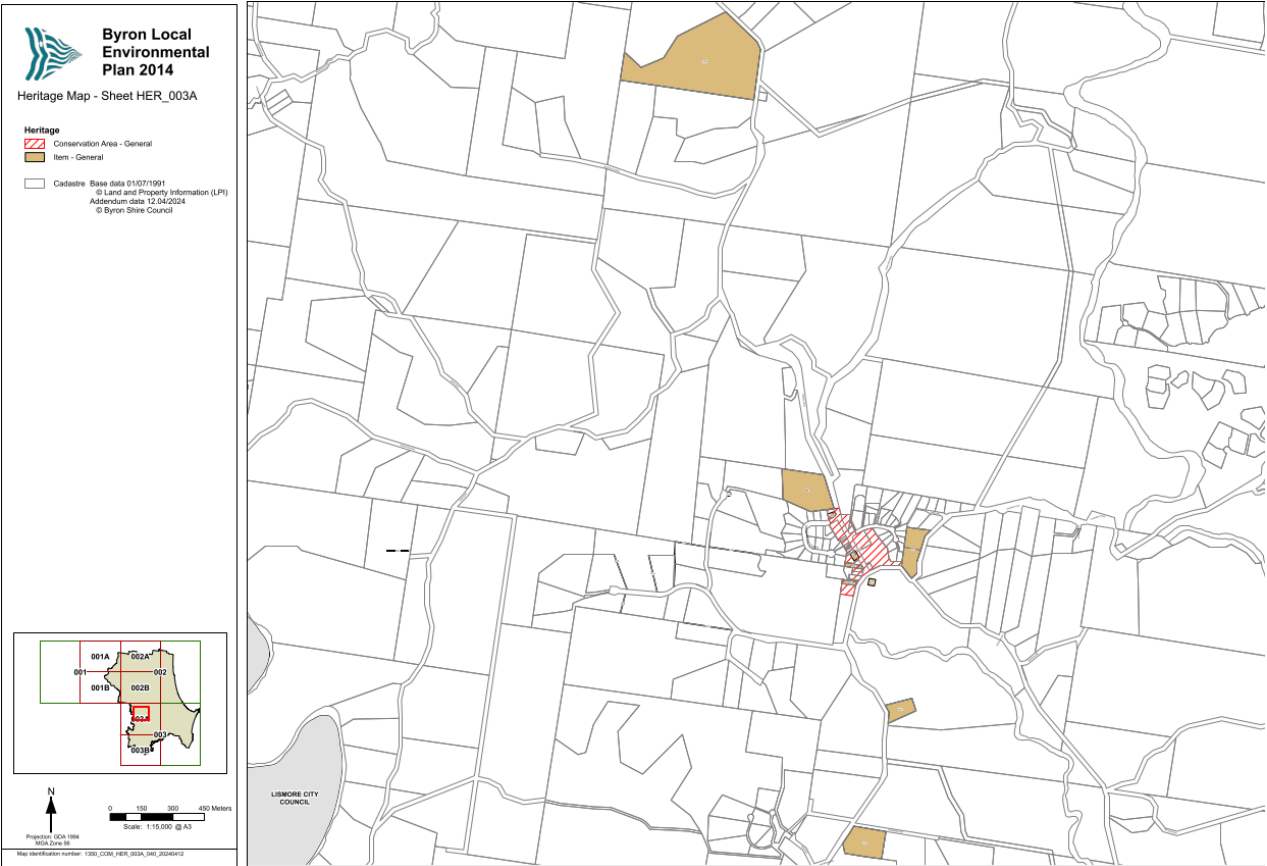 Byron Local
Environmental
Plan 2014
Heritage Map - Sheet HER_003A
Heritage
Conservation Area - General
Item - General
Cadastre Base data 01/07/1991
© Land and Property Information (LPI)
Addendum data 12.04/2024
© Byron Shire Council
001A 002A
001 002
001B 002B
003A
003
003B
N
0 150 300 450 Meters
Scale: 1:15,000 @ A3
Projection: GDA 1994
MGA Zone 56
Map identification number: 1350_COM_HER_003A_040_20240412
LISMORE CITY
COUNCIL